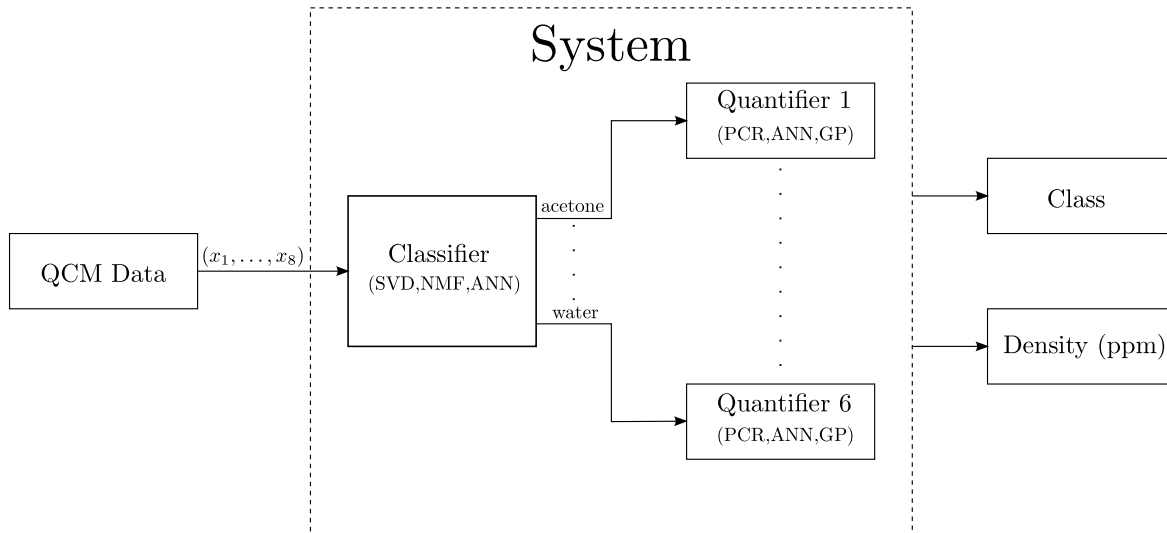 System
Quantifier 1
(PCR,ANN,GP)
acetone
Class
(x₁, . . . , x₈)
QCM Data
Classifier
(SVD,NMF,ANN)
water
Density (ppm)
Quantifier 6
(PCR,ANN,GP)